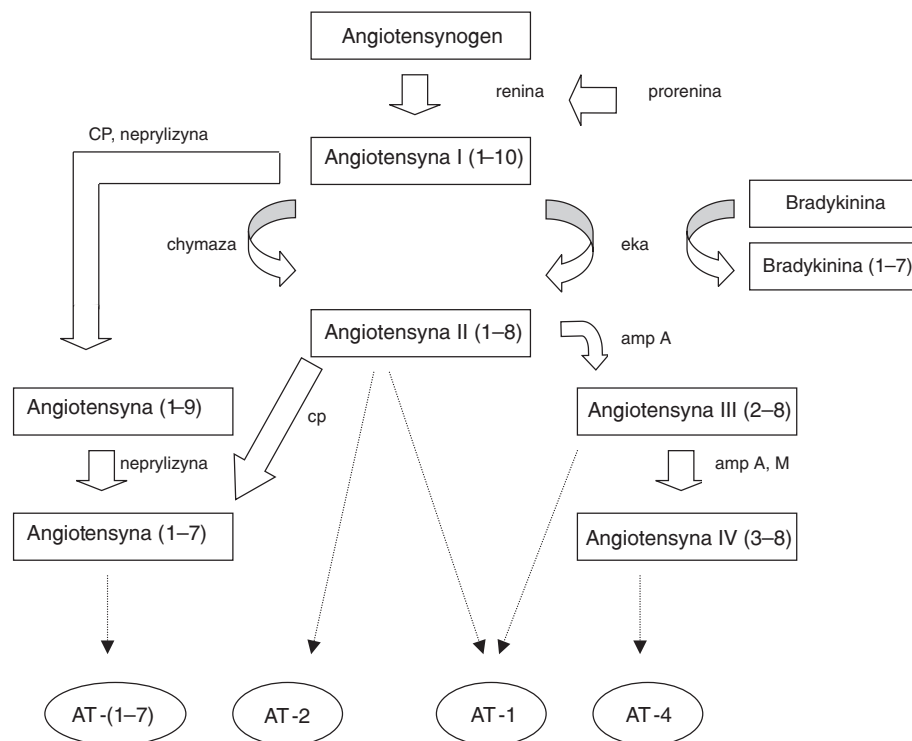 Angiotensynogen
renina
prorenina
CP, neprylizyna
Angiotensyna I (1–10)
Bradykinina
chymaza
eka
Bradykinina (1–7)
Angiotensyna II (1–8)
amp A
Angiotensyna (1–9)
cp
Angiotensyna III (2–8)
neprylizyna
amp A, M
Angiotensyna (1–7)
Angiotensyna IV (3–8)
AT-(1–7)
AT-2
AT-1
AT-4